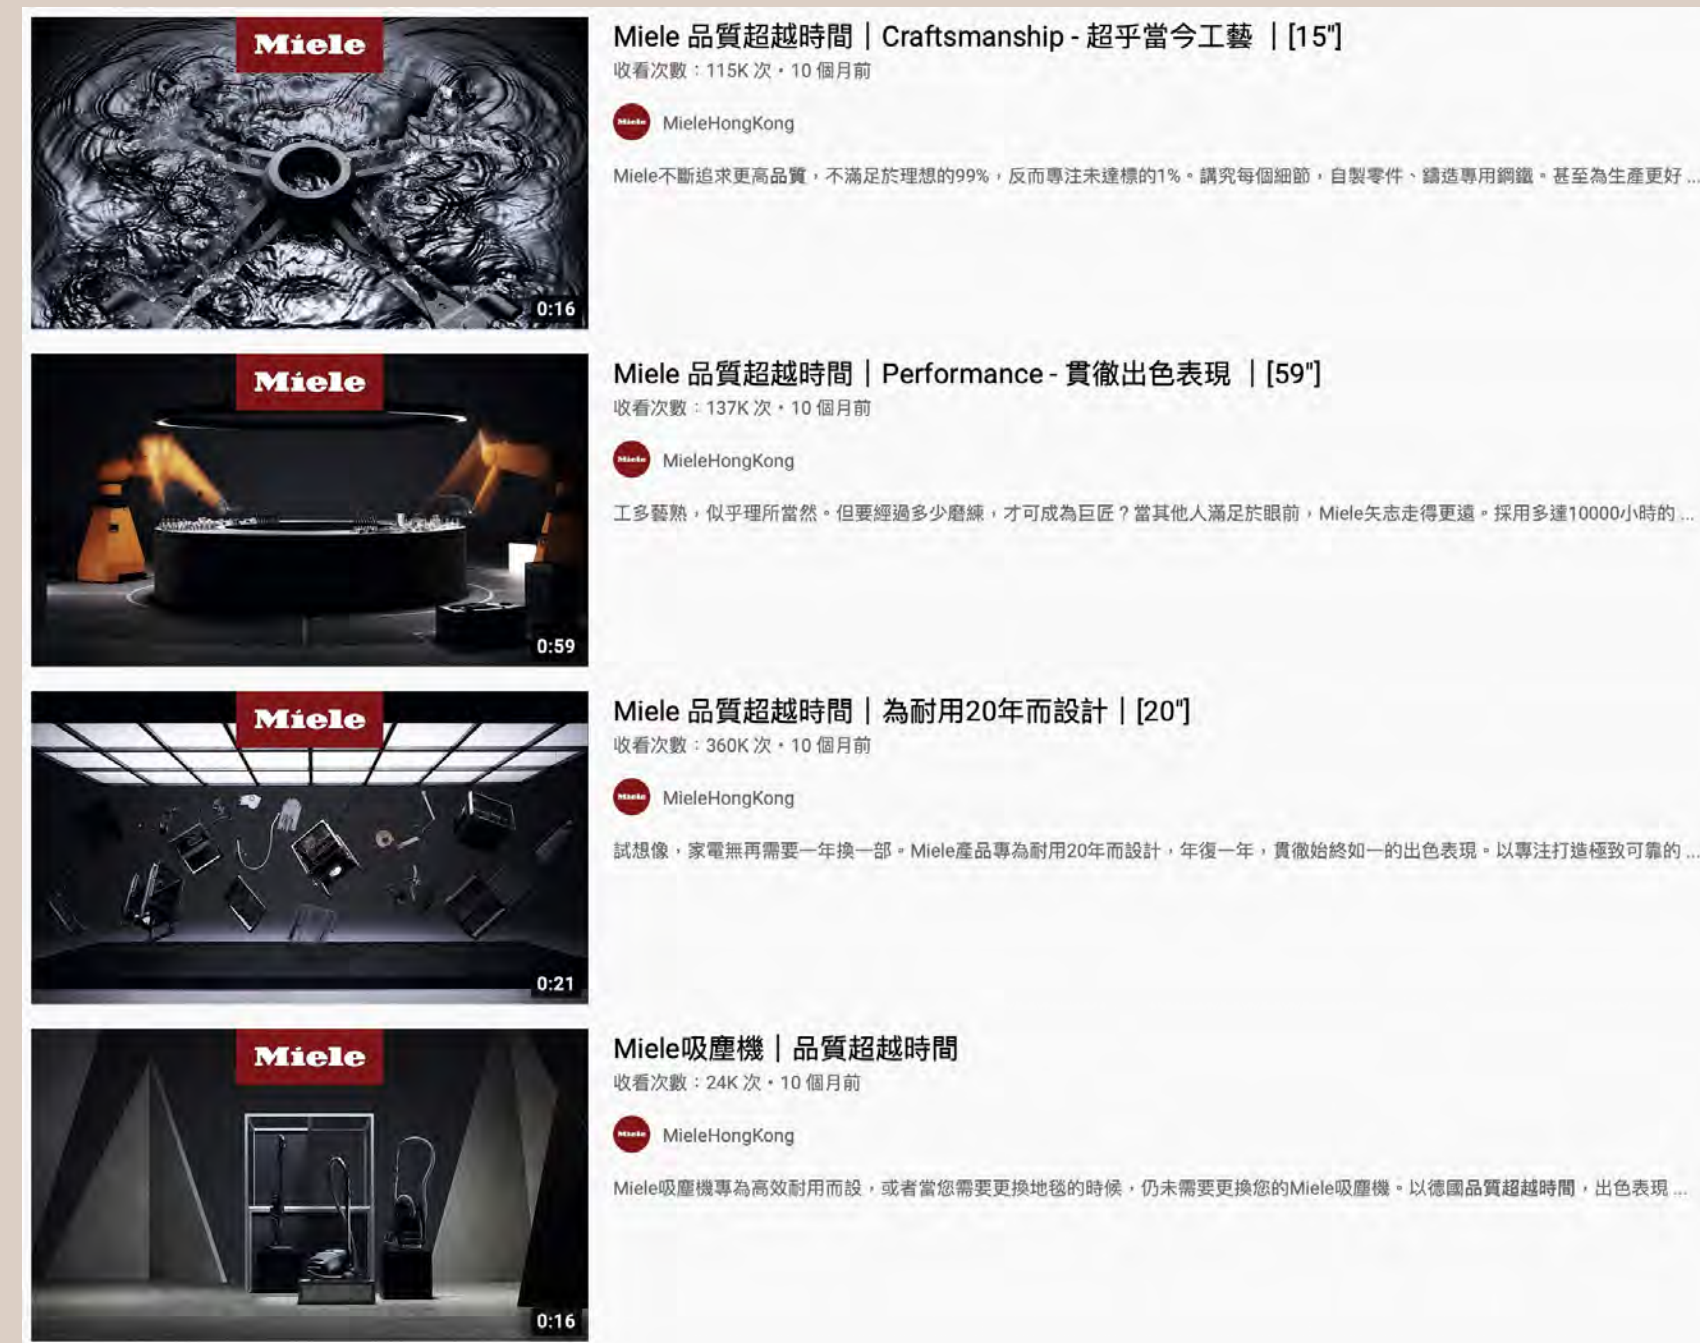 Miele
Miele 品質超越時間｜Craftsmanship - 超乎當今工藝 ｜[15"]
收看次數：115K 次・10 個月前
Miele
MieleHongKong
Miele不斷追求更高品質，不滿足於理想的99%，反而專注未達標的1%。講究每個細節，自製零件、鑄造專用鋼鐵。甚至為生產更好 ...
0:16
Miele
Miele 品質超越時間｜Performance - 貫徹出色表現 ｜[59"]
收看次數：137K 次・10 個月前
Miele
MieleHongKong
工多藝熟，似乎理所當然。但要經過多少磨練，才可成為巨匠？當其他人滿足於眼前，Miele矢志走得更遠。採用多達10000小時的 ...
0:59
Miele
Miele 品質超越時間｜為耐用20年而設計｜[20"]
收看次數：360K 次・10 個月前
Miele
MieleHongKong
試想像，家電無再需要一年換一部。Miele產品專為耐用20年而設計，年復一年，貫徹始終如一的出色表現。以專注打造極致可靠的 ...
0:21
Miele
Miele吸塵機｜品質超越時間
收看次數：24K 次・10 個月前
Miele
MieleHongKong
Miele吸塵機專為高效耐用而設，或者當您需要更換地毯的時候，仍未需要更換您的Miele吸塵機。以德國品質超越時間，出色表現 ...
0:16